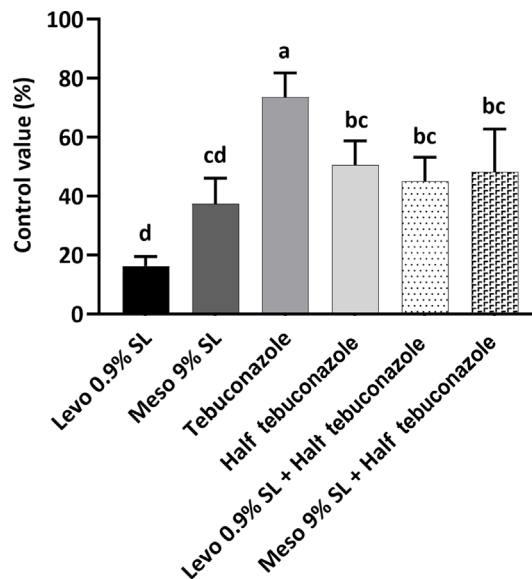 Control value (%)
100
80
60
40
20
0
d
cd
a
bc
bc
bc
Levo 0.9% SL
Meso 9% SL
Tebuconazole
Half tebuconazole
Levo 0.9% SL + Half tebuconazole
Meso 9% SL + Half tebuconazole